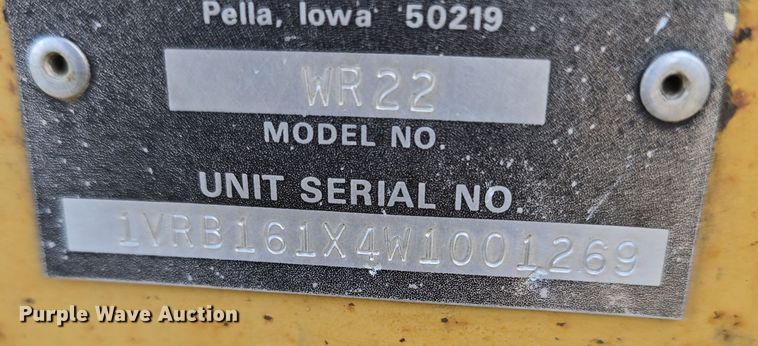 Pella, Iowa 50219
WR22
MODEL NO.
UNIT SERIAL NO.
1VRB161X4W1001269
Purple Wave Auction